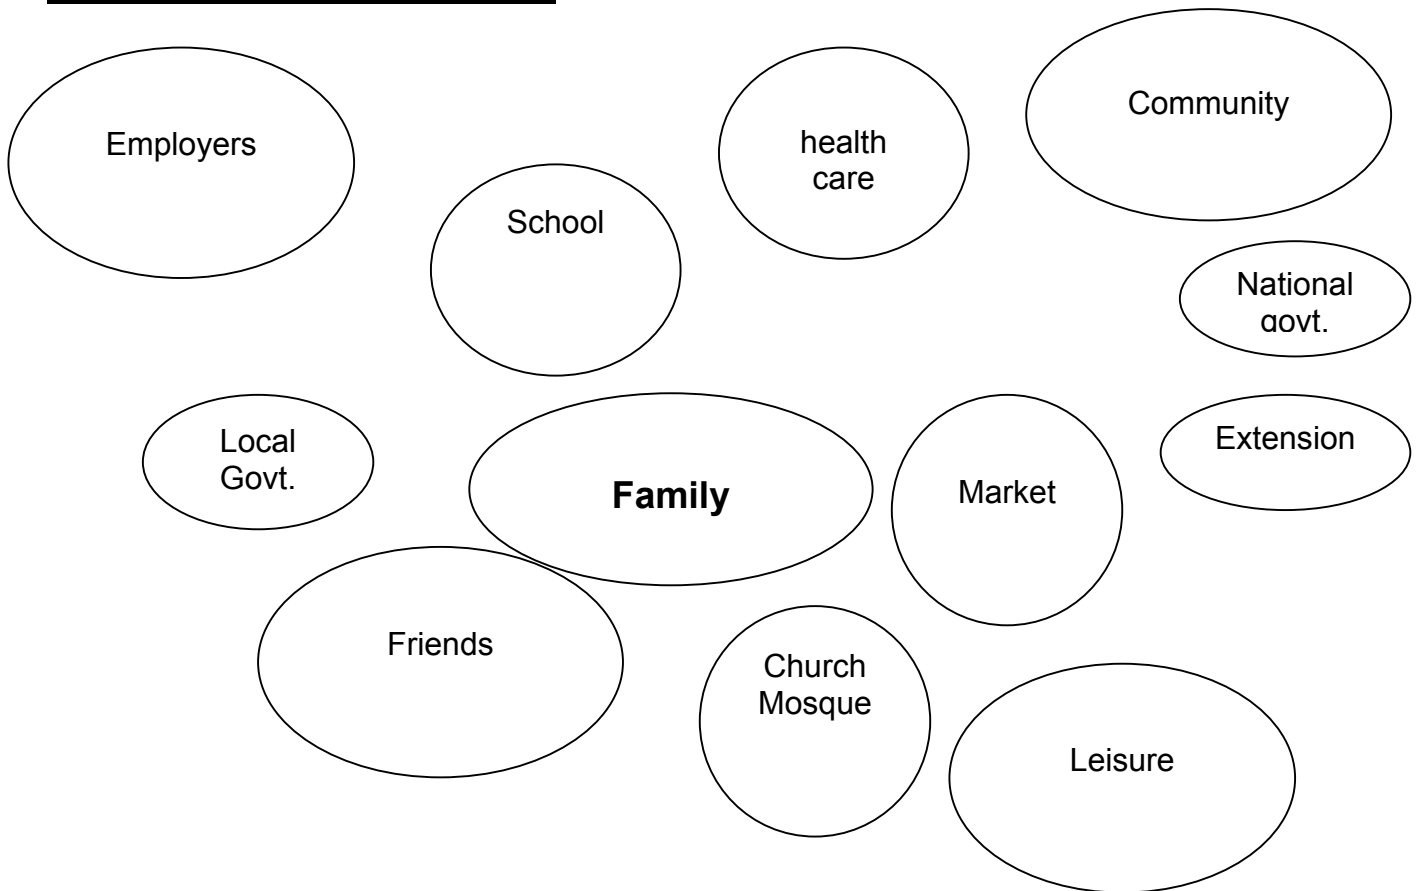 Employers
health
care
Community
School
National
govt.
Local
Govt.
Family
Market
Extension
Friends
Church
Mosque
Leisure